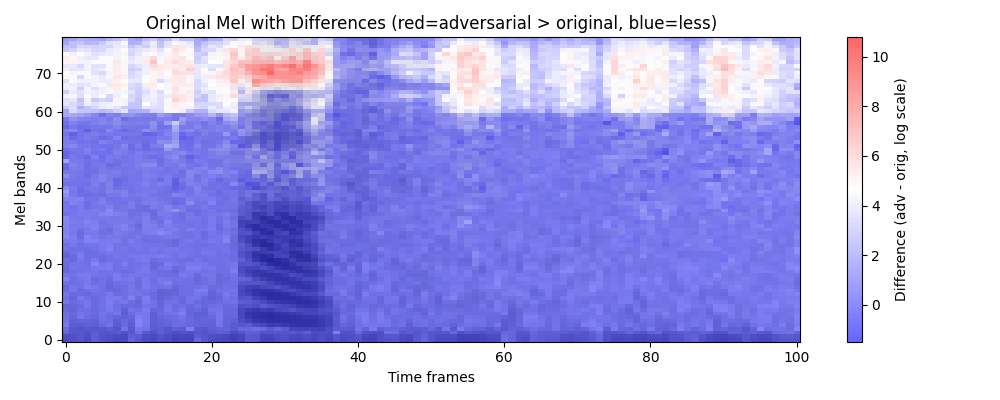 Original Mel with Differences (red=adversarial > original, blue=less)
Mel bands
70
60
50
40
30
20
10
0
0 20 40 60 80 100
Time frames
10
8
6
4
2
0
Difference (adv - orig, log scale)